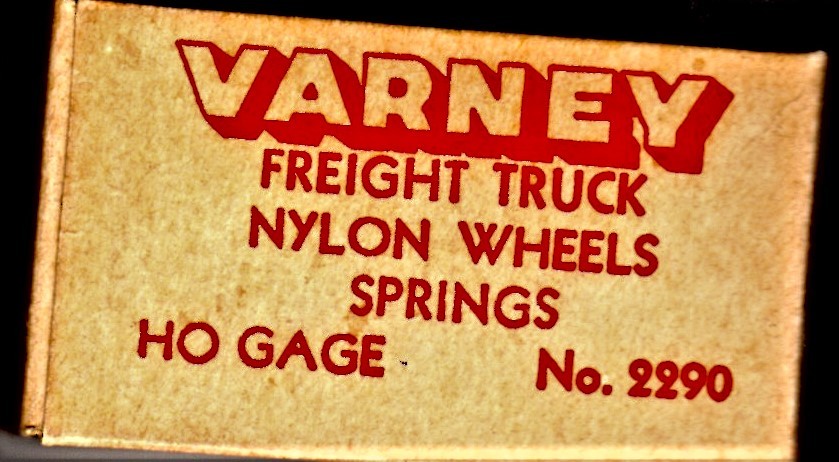 VARNEY
FREIGHT TRUCK
NYLON WHEELS
SPRINGS
HO GAGE No. 2290